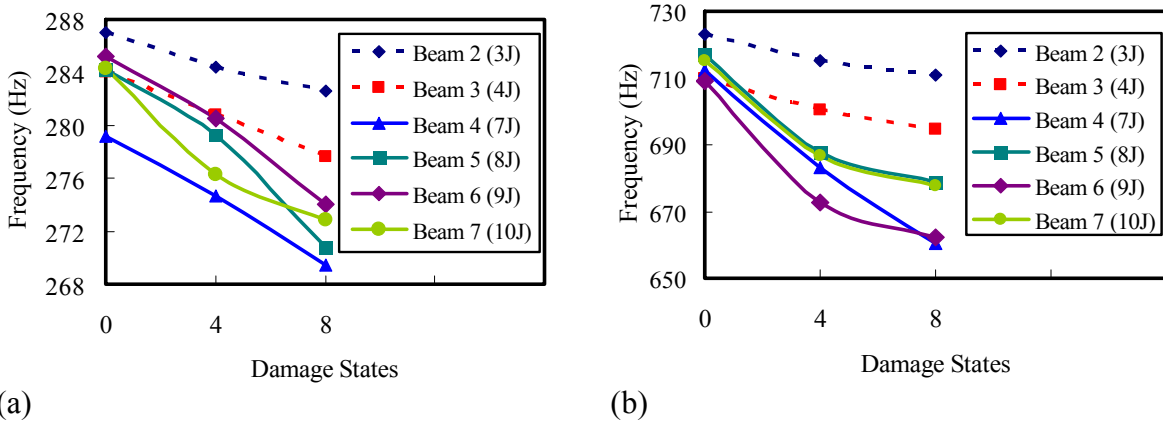 288
284
280
276
272
268
Frequency (Hz)
0 4 8
Damage States
Beam 2 (3J)
Beam 3 (4J)
Beam 4 (7J)
Beam 5 (8J)
Beam 6 (9J)
Beam 7 (10J)
(a)
730
710
690
670
650
Frequency (Hz)
0 4 8
Damage States
Beam 2 (3J)
Beam 3 (4J)
Beam 4 (7J)
Beam 5 (8J)
Beam 6 (9J)
Beam 7 (10J)
(b)